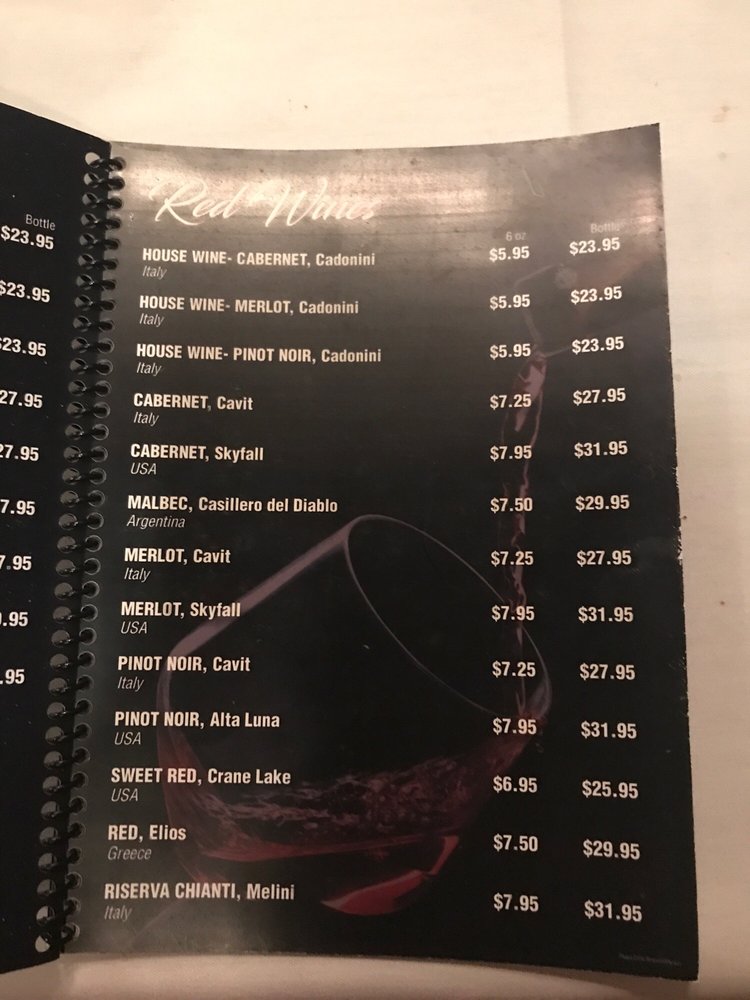 Bottle
$23.95
$23.95
$23.95
27.95
27.95
7.95
7.95
.95
.95
Red Wines
6 oz Bottle
HOUSE WINE- CABERNET, Cadonini $5.95 $23.95
Italy
HOUSE WINE- MERLOT, Cadonini $5.95 $23.95
Italy
HOUSE WINE- PINOT NOIR, Cadonini $5.95 $23.95
Italy
CABERNET, Cavit $7.25 $27.95
Italy
CABERNET, Skyfall $7.95 $31.95
USA
MALBEC, Casillero del Diablo $7.50 $29.95
Argentina
MERLOT, Cavit $7.25 $27.95
Italy
MERLOT, Skyfall $7.95 $31.95
USA
PINOT NOIR, Cavit $7.25 $27.95
Italy
PINOT NOIR, Alta Luna $7.95 $31.95
USA
SWEET RED, Crane Lake $6.95 $25.95
USA
RED, Elios $7.50 $29.95
Greece
RISERVA CHIANTI, Melini $7.95 $31.95
Italy